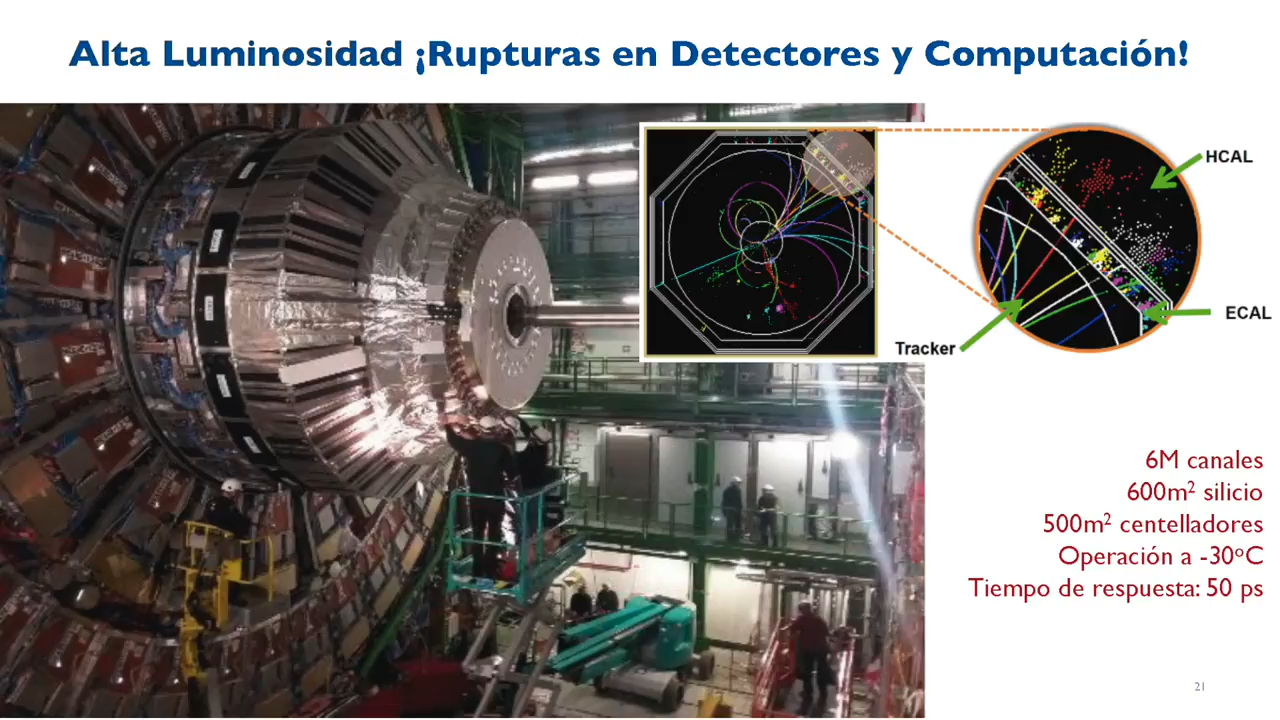 Alta Luminosidad ¡Rupturas en Detectores y Computación!
HCAL
ECAL
Tracker
6M canales
600m² silicio
500m² centelladores
Operación a -30ºC
Tiempo de respuesta: 50 ps
21